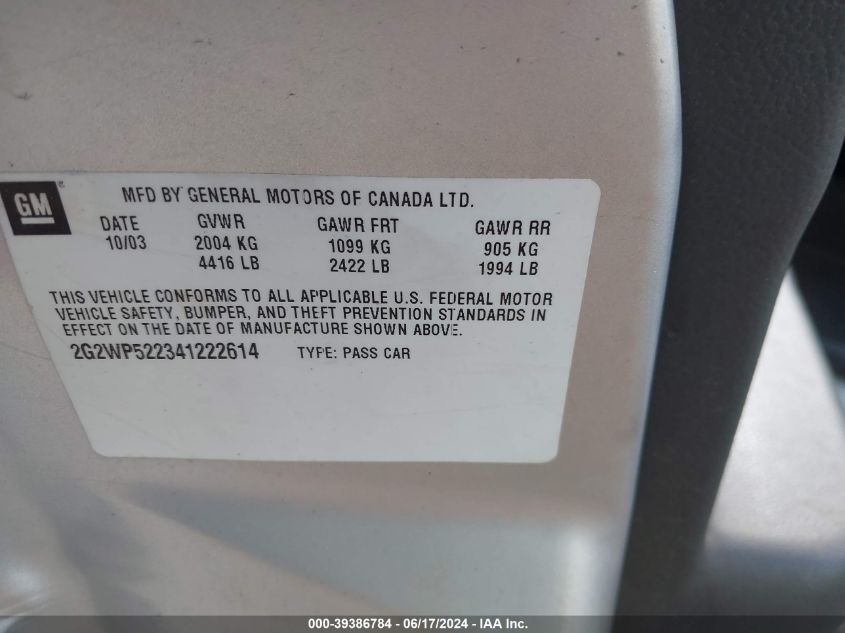 GM
MFD BY GENERAL MOTORS OF CANADA LTD.
DATE GVWR GAWR FRT GAWR RR
10/03 2004 KG 1099 KG 905 KG
4416 LB 2422 LB 1994 LB
THIS VEHICLE CONFORMS TO ALL APPLICABLE U.S. FEDERAL MOTOR
VEHICLE SAFETY, BUMPER, AND THEFT PREVENTION STANDARDS IN
EFFECT ON THE DATE OF MANUFACTURE SHOWN ABOVE.
2G2WP522341222614 TYPE: PASS CAR
000-39386784 - 06/17/2024 - IAA Inc.